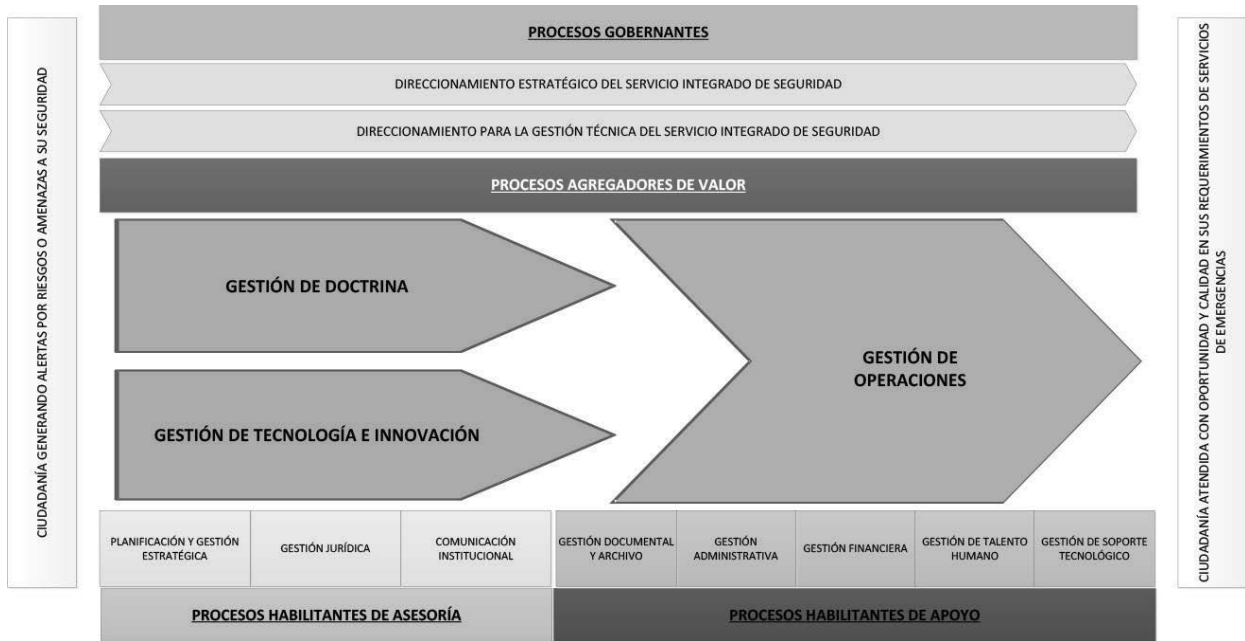 CIUDADANÍA GENERANDO ALERTAS POR RIESGOS O AMENAZAS A SU SEGURIDAD
PROCESOS GOBERNANTES
DIRECCIONAMIENTO ESTRATÉGICO DEL SERVICIO INTEGRADO DE SEGURIDAD
DIRECCIONAMIENTO PARA LA GESTIÓN TÉCNICA DEL SERVICIO INTEGRADO DE SEGURIDAD
PROCESOS AGREGADORES DE VALOR
GESTIÓN DE DOCTRINA
GESTIÓN DE TECNOLOGÍA E INNOVACIÓN
GESTIÓN DE
OPERACIONES
PLANIFICACIÓN Y GESTIÓN
ESTRATÉGICA
GESTIÓN JURÍDICA
COMUNICACIÓN
INSTITUCIONAL
GESTIÓN DOCUMENTAL
Y ARCHIVO
GESTIÓN
ADMINISTRATIVA
GESTIÓN FINANCIERA
GESTIÓN DE TALENTO
HUMANO
GESTIÓN DE SOPORTE
TECNOLÓGICO
PROCESOS HABILITANTES DE ASESORÍA
PROCESOS HABILITANTES DE APOYO
CIUDADANÍA ATENDIDA CON OPORTUNIDAD Y CALIDAD EN SUS REQUERIMIENTOS DE SERVICIOS
DE EMERGENCIAS